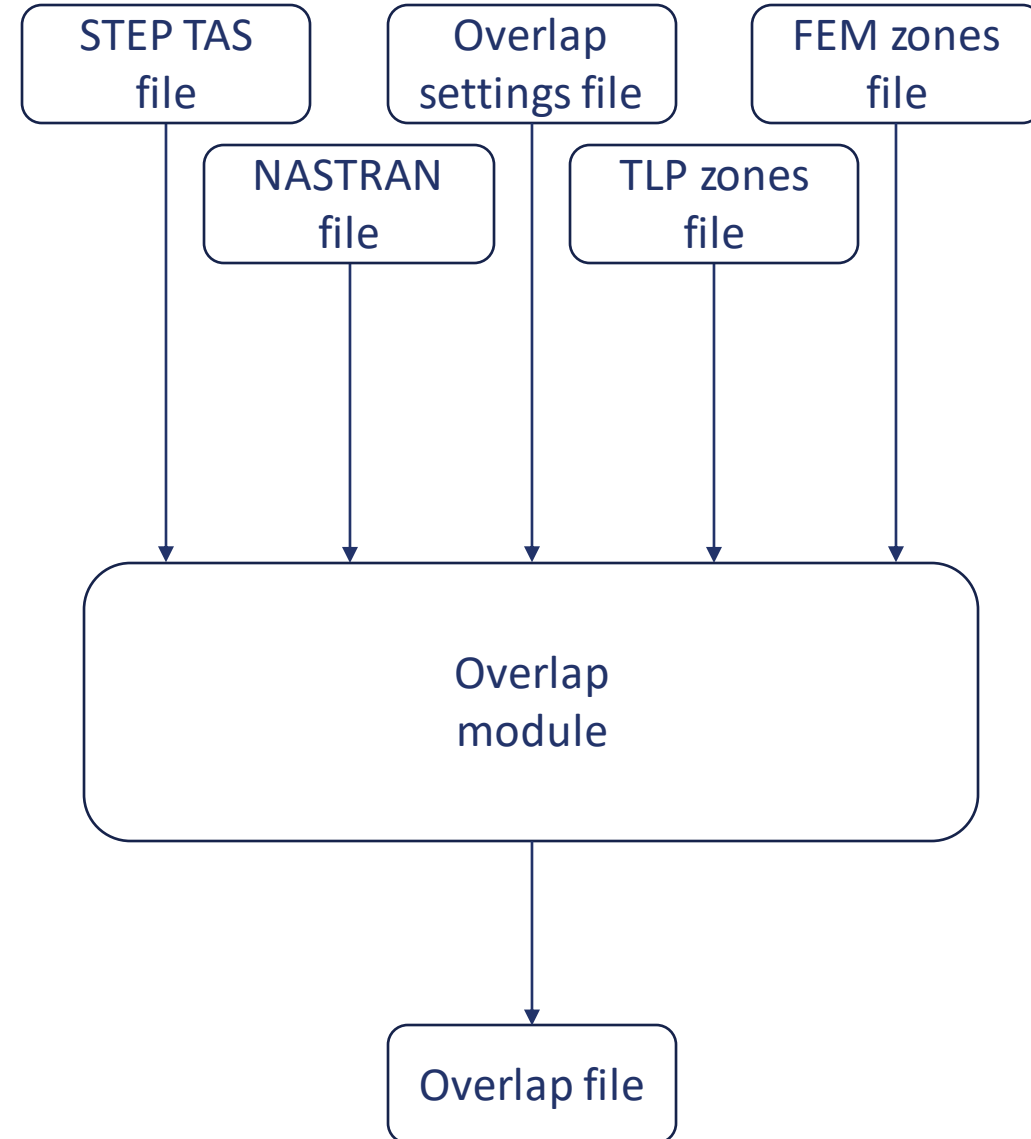 STEP TAS
file
Overlap
settings file
FEM zones
file
NASTRAN
file
TLP zones
file
Overlap
module
Overlap file